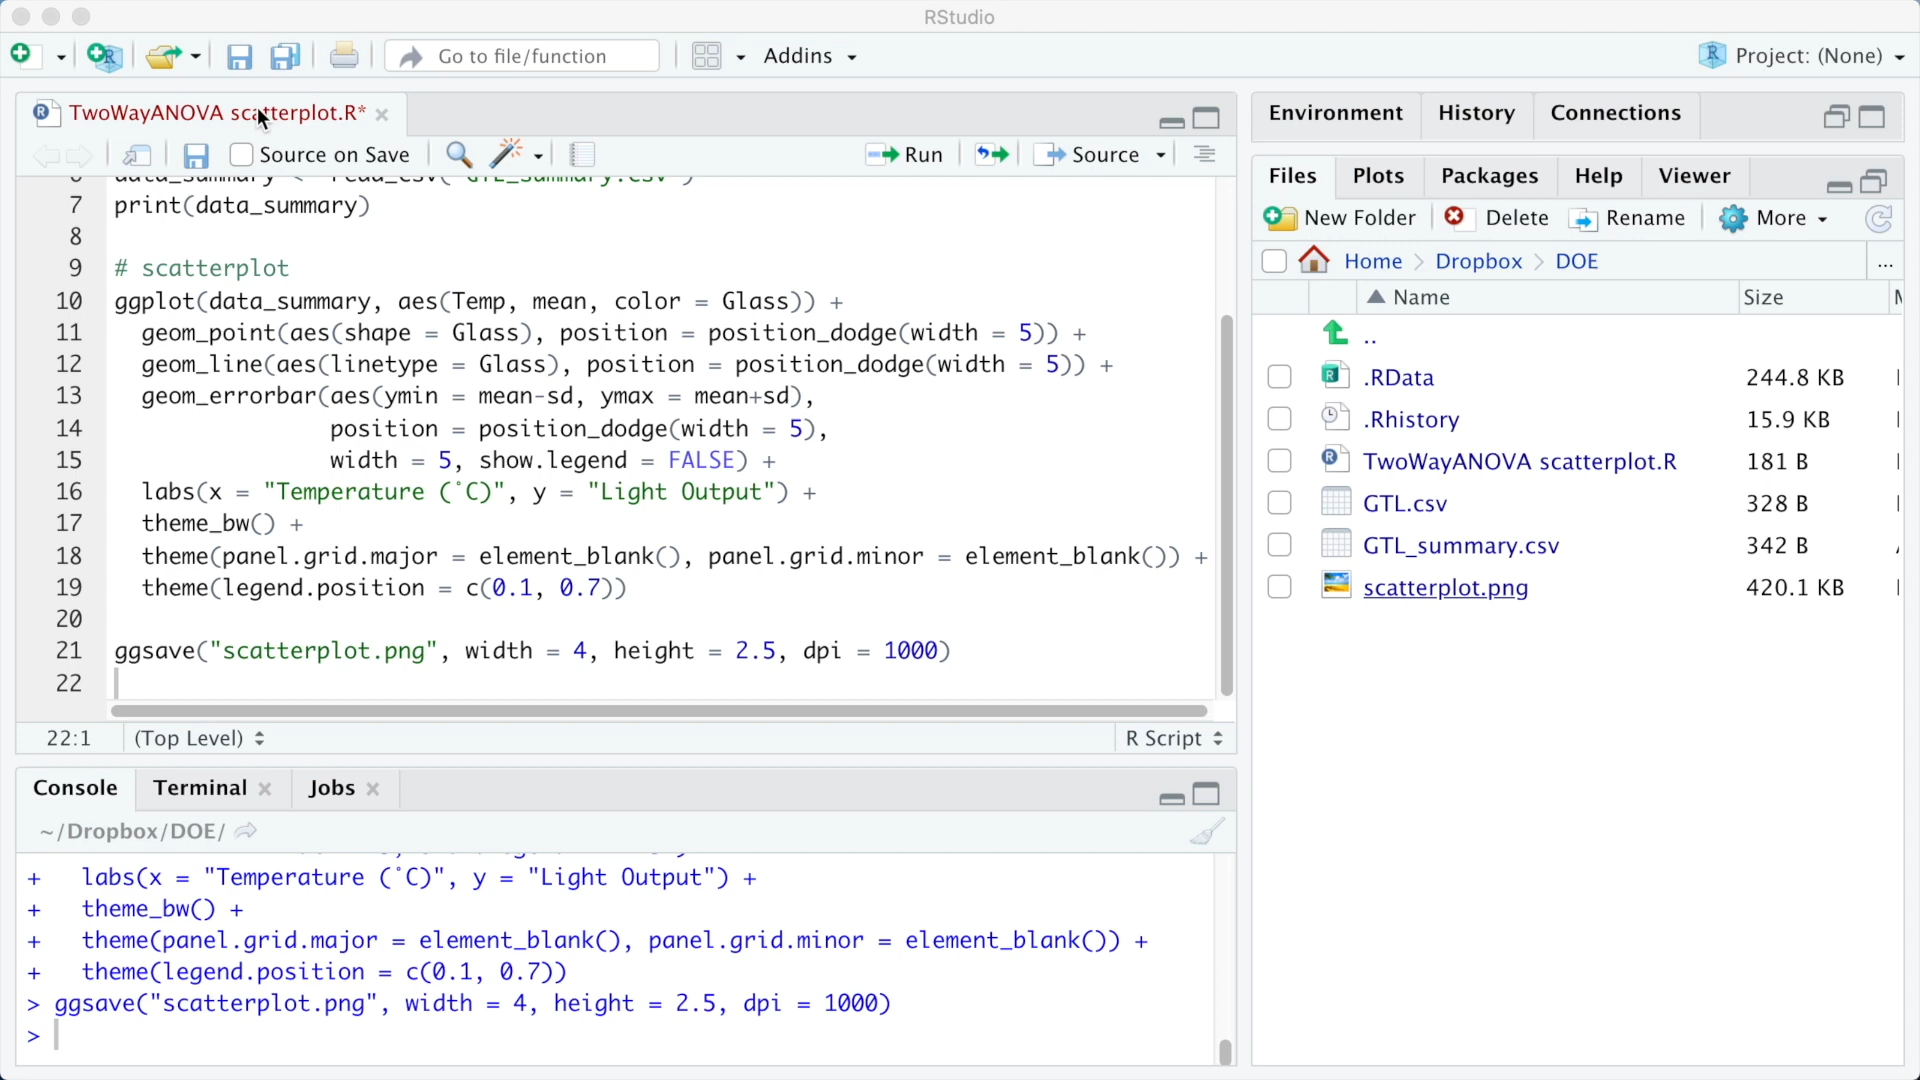 RStudio
Go to file/function
Addins
Project: (None)
TwoWayANOVA scatterplot.R*
Source on Save
Run
Source
7 print(data_summary)
8
9 # scatterplot
10 ggplot(data_summary, aes(Temp, mean, color = Glass)) +
11 geom_point(aes(shape = Glass), position = position_dodge(width = 5)) +
12 geom_line(aes(linetype = Glass), position = position_dodge(width = 5)) +
13 geom_errorbar(aes(ymin = mean-sd, ymax = mean+sd),
14 position = position_dodge(width = 5),
15 width = 5, show.legend = FALSE) +
16 labs(x = "Temperature (˚C)", y = "Light Output") +
17 theme_bw() +
18 theme(panel.grid.major = element_blank(), panel.grid.minor = element_blank()) +
19 theme(legend.position = c(0.1, 0.7))
20
21 ggsave("scatterplot.png", width = 4, height = 2.5, dpi = 1000)
22
22:1 (Top Level) R Script
Console Terminal Jobs
~/Dropbox/DOE/
+ labs(x = "Temperature (˚C)", y = "Light Output") +
+ theme_bw() +
+ theme(panel.grid.major = element_blank(), panel.grid.minor = element_blank()) +
+ theme(legend.position = c(0.1, 0.7))
> ggsave("scatterplot.png", width = 4, height = 2.5, dpi = 1000)
>
Environment History Connections
Files Plots Packages Help Viewer
New Folder Delete Rename More
Home > Dropbox > DOE ...
Name Size
..
.RData 244.8 KB
.Rhistory 15.9 KB
TwoWayANOVA scatterplot.R 181 B
GTL.csv 328 B
GTL_summary.csv 342 B
scatterplot.png 420.1 KB